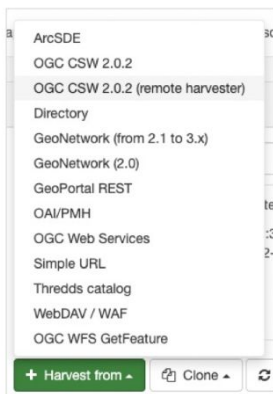 ArcSDE
OGC CSW 2.0.2
OGC CSW 2.0.2 (remote harvester)
Directory
GeoNetwork (from 2.1 to 3.x)
GeoNetwork (2.0)
GeoPortal REST
OAI/PMH
OGC Web Services
Simple URL
Thredds catalog
WebDAV / WAF
OGC WFS GetFeature
+ Harvest from
Clone